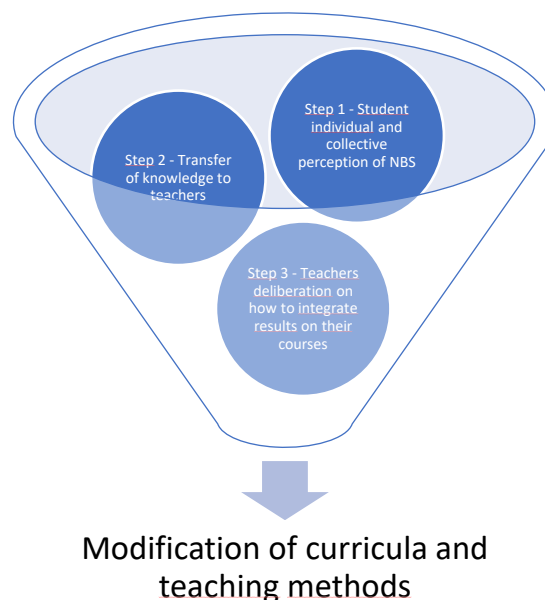 Step 1 - Student
individual and
collective
perception of NBS
Step 2 - Transfer
of knowledge to
teachers
Step 3 - Teachers
deliberation on
how to integrate
results on their
courses
Modification of curricula and
teaching methods